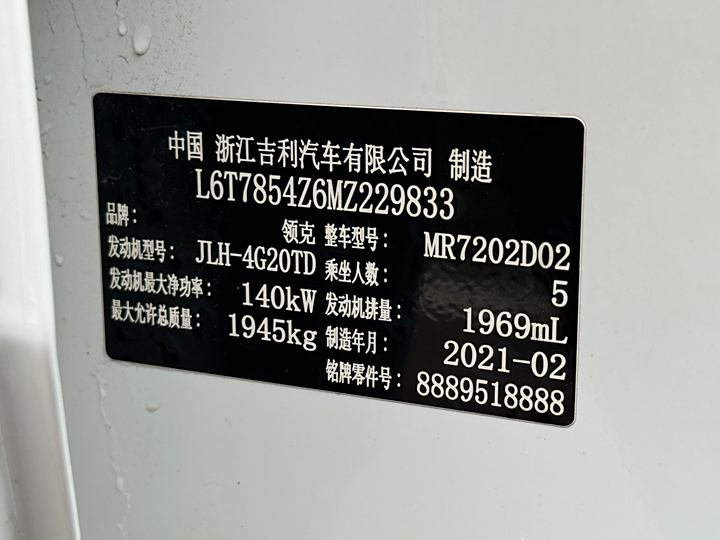 中国 浙江吉利汽车有限公司 制造
L6T7854Z6MZ229833
品牌： 领克 整车型号： MR7202D02
发动机型号： JLH-4G20TD 乘坐人数： 5
发动机最大净功率： 140kW 发动机排量： 1969mL
最大允许总质量： 1945kg 制造年月： 2021-02
铭牌零件号： 8889518888